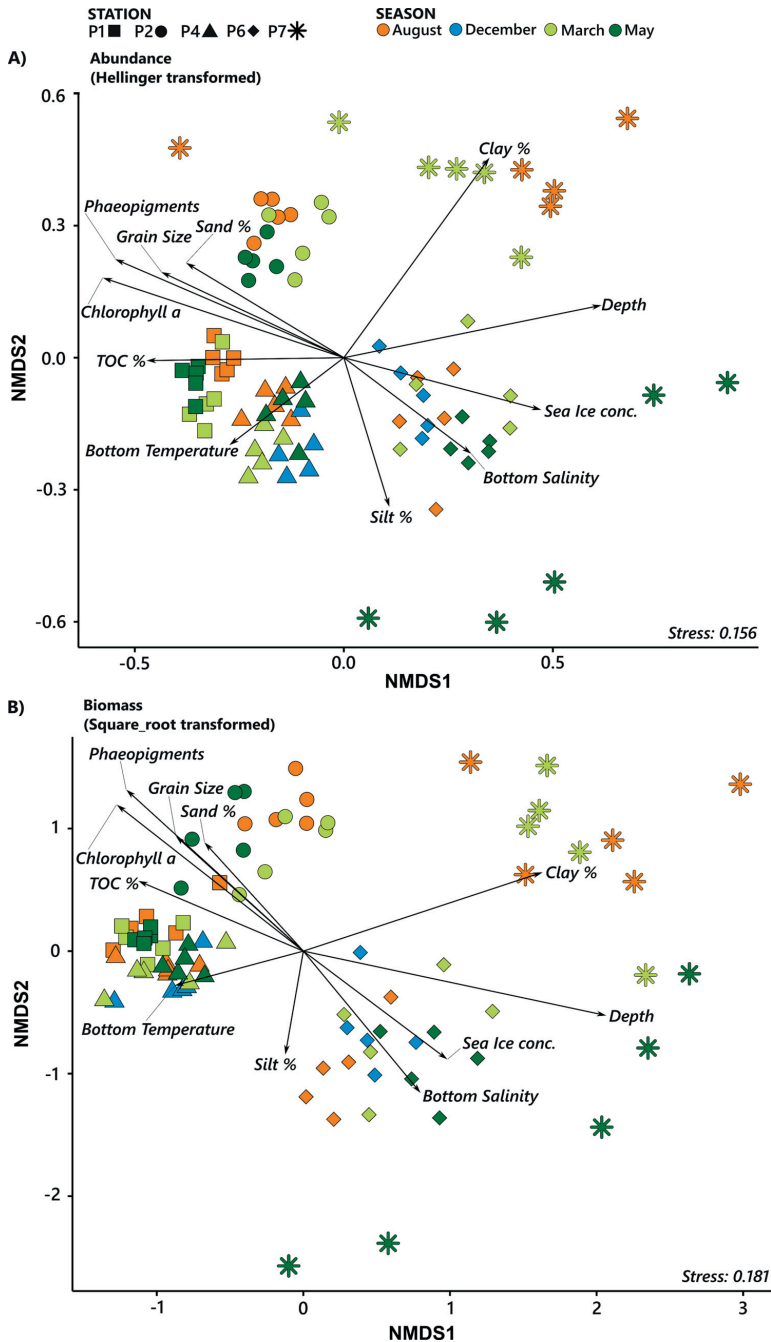 STATION SEASON
P1 P2 P4 P6 P7 August December March May
A)
Abundance
(Hellinger transformed)
0.6
Clay %
Phaeopigments
0.3
Sand %
Grain Size
Depth
Chlorophyll a
NMDS2
0.0
TOC %
Sea Ice conc.
Bottom Temperature
Bottom Salinity
-0.3
Silt %
-0.6
Stress: 0.156
-0.5 0.0 0.5
NMDS1
B)
Biomass
(Square_root transformed)
Phaeopigments
Grain Size
Sand %
1
Chlorophyll a
TOC %
Clay %
0
NMDS2
Depth
Bottom Temperature
Sea Ice conc.
Silt %
-1
Bottom Salinity
-2
Stress: 0.181
-1 0 1 2 3
NMDS1